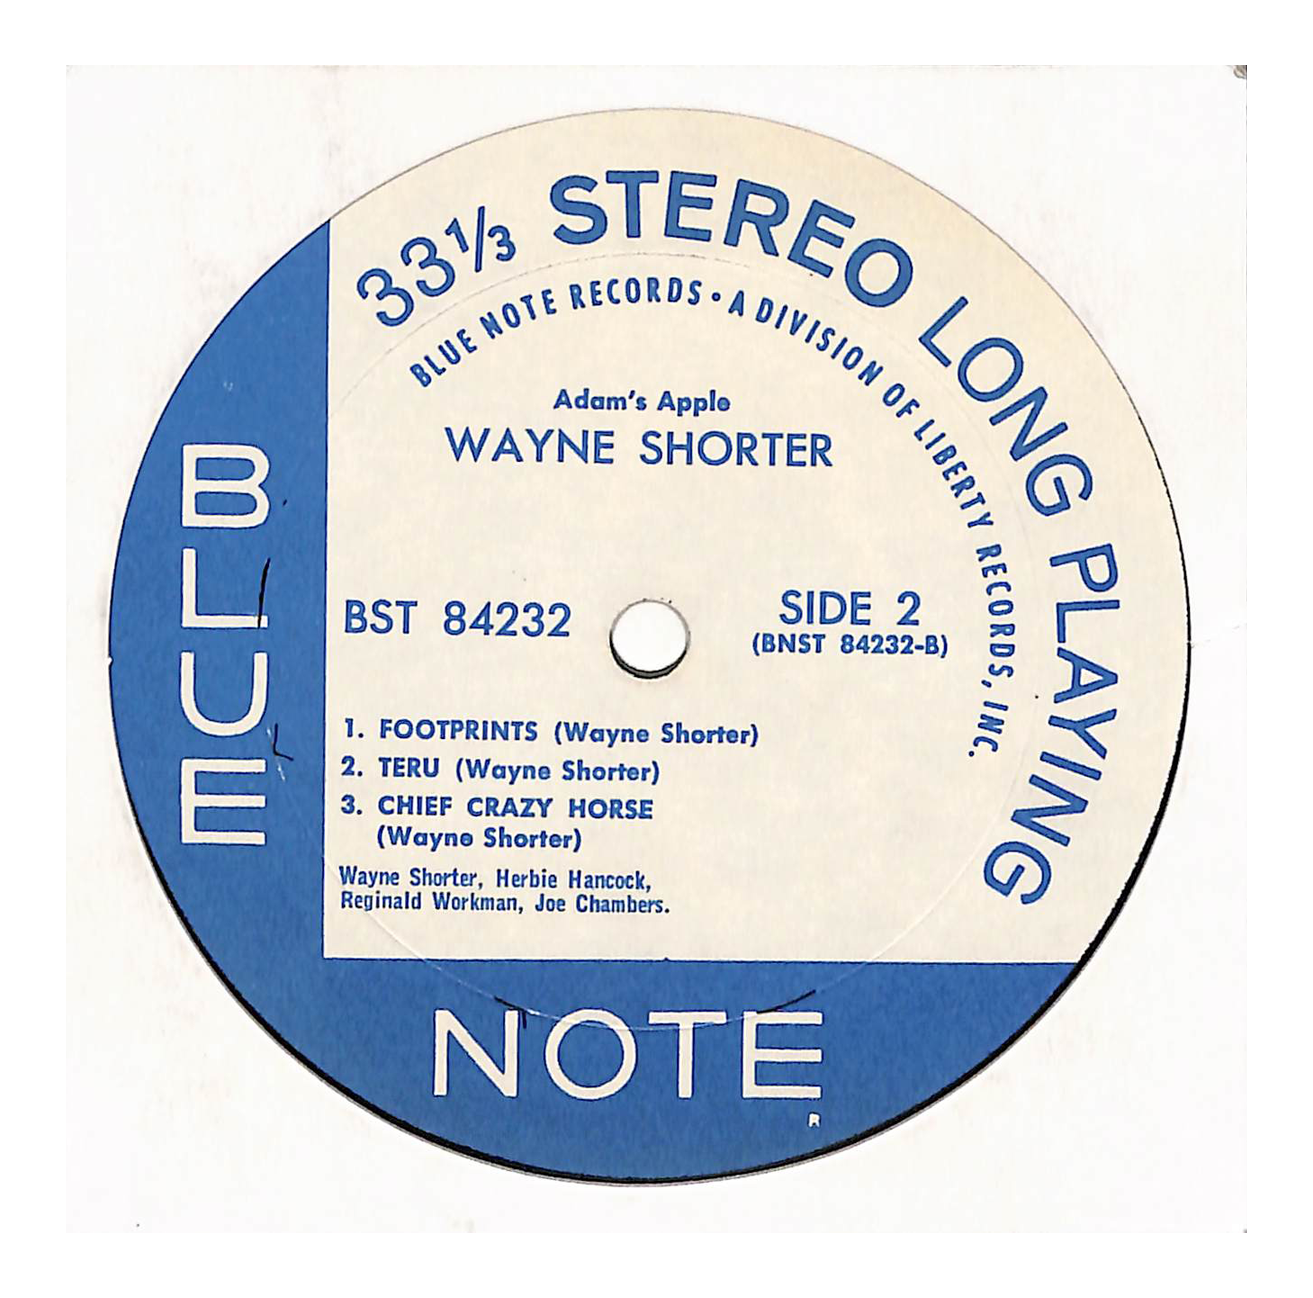 33⅓ STEREO LONG PLAYING
BLUE NOTE RECORDS • A DIVISION OF LIBERTY RECORDS, INC.
Adam's Apple
WAYNE SHORTER
BST 84232
SIDE 2
(BNST 84232-B)
1. FOOTPRINTS (Wayne Shorter)
2. TERU (Wayne Shorter)
3. CHIEF CRAZY HORSE
(Wayne Shorter)
Wayne Shorter, Herbie Hancock,
Reginald Workman, Joe Chambers.
BLUE
NOTE
R